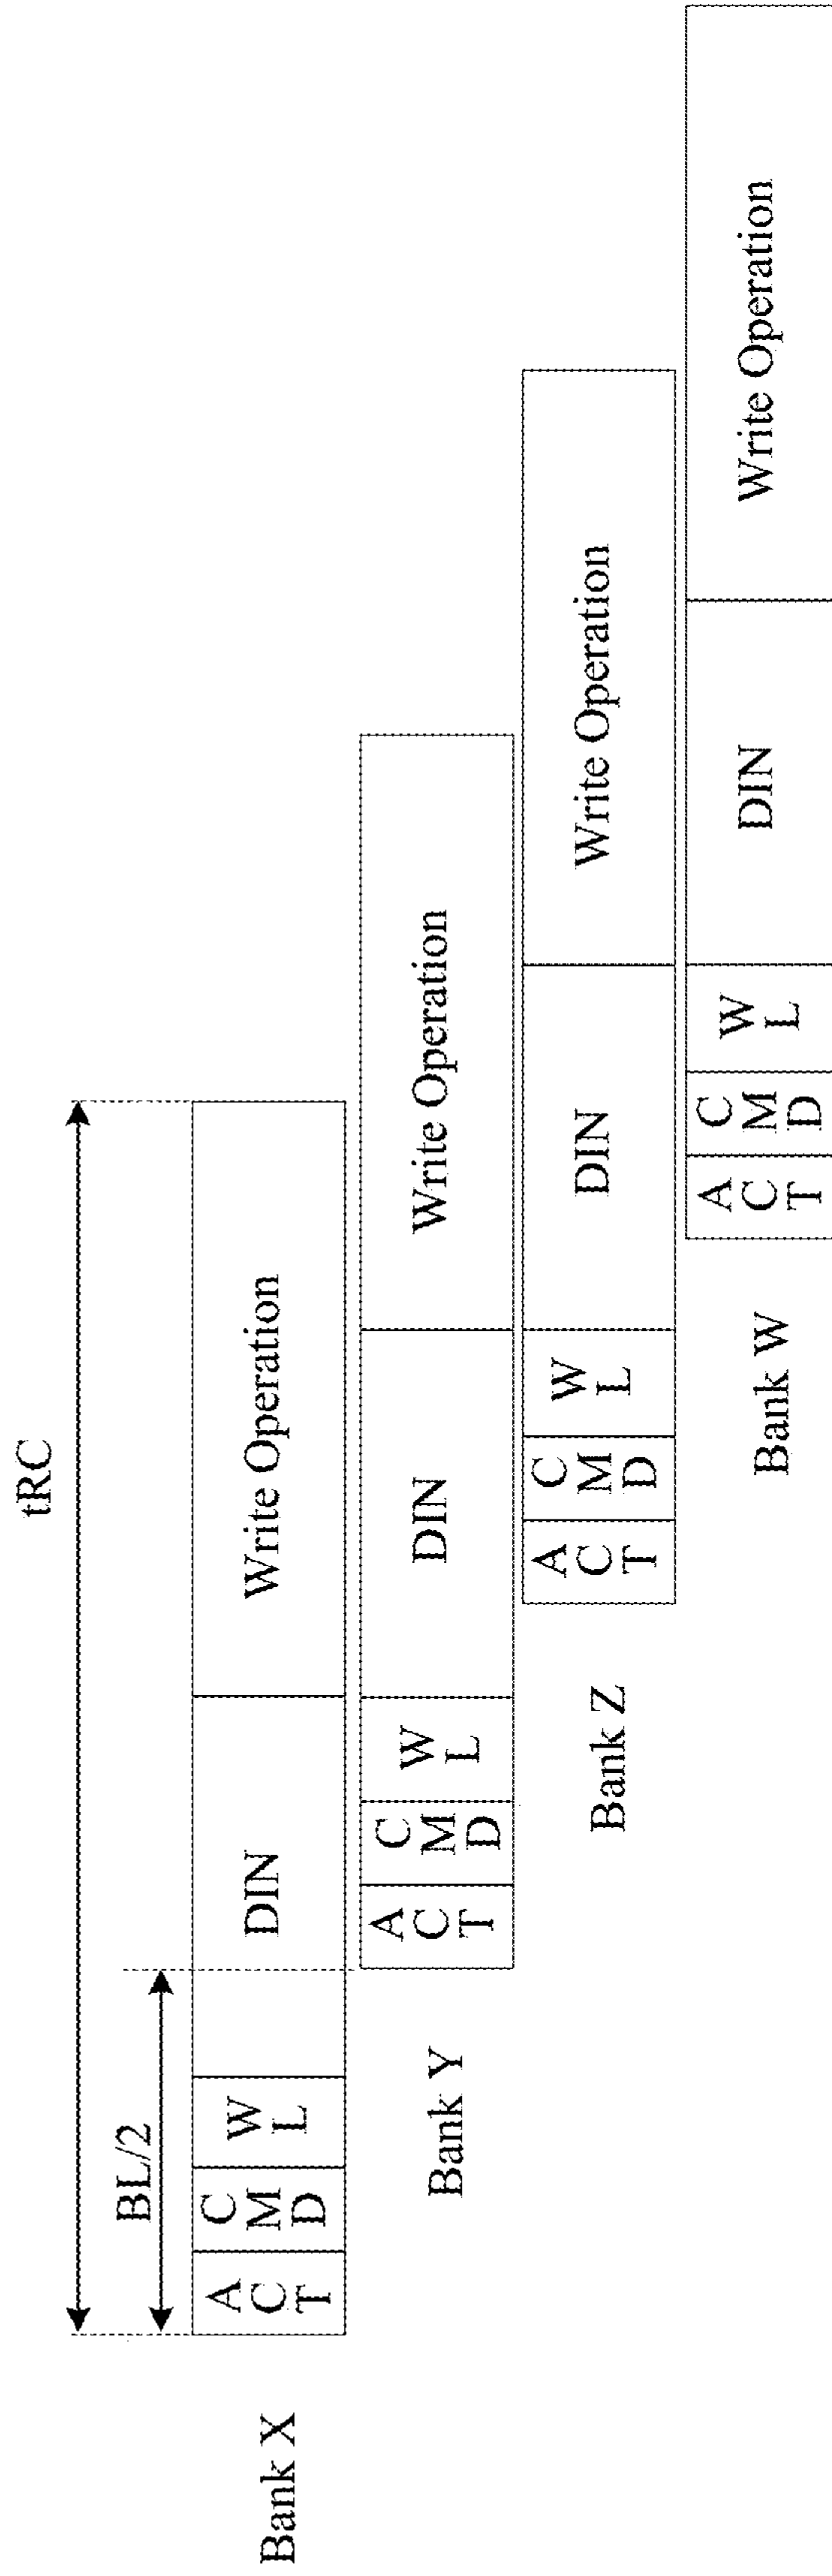 tRC
BL/2
Bank X
A
C
T
C
M
D
W
L
DIN
Write Operation
Bank Y
A
C
T
C
M
D
W
L
DIN
Write Operation
Bank Z
A
C
T
C
M
D
W
L
DIN
Write Operation
Bank W
A
C
T
C
M
D
W
L
DIN
Write Operation